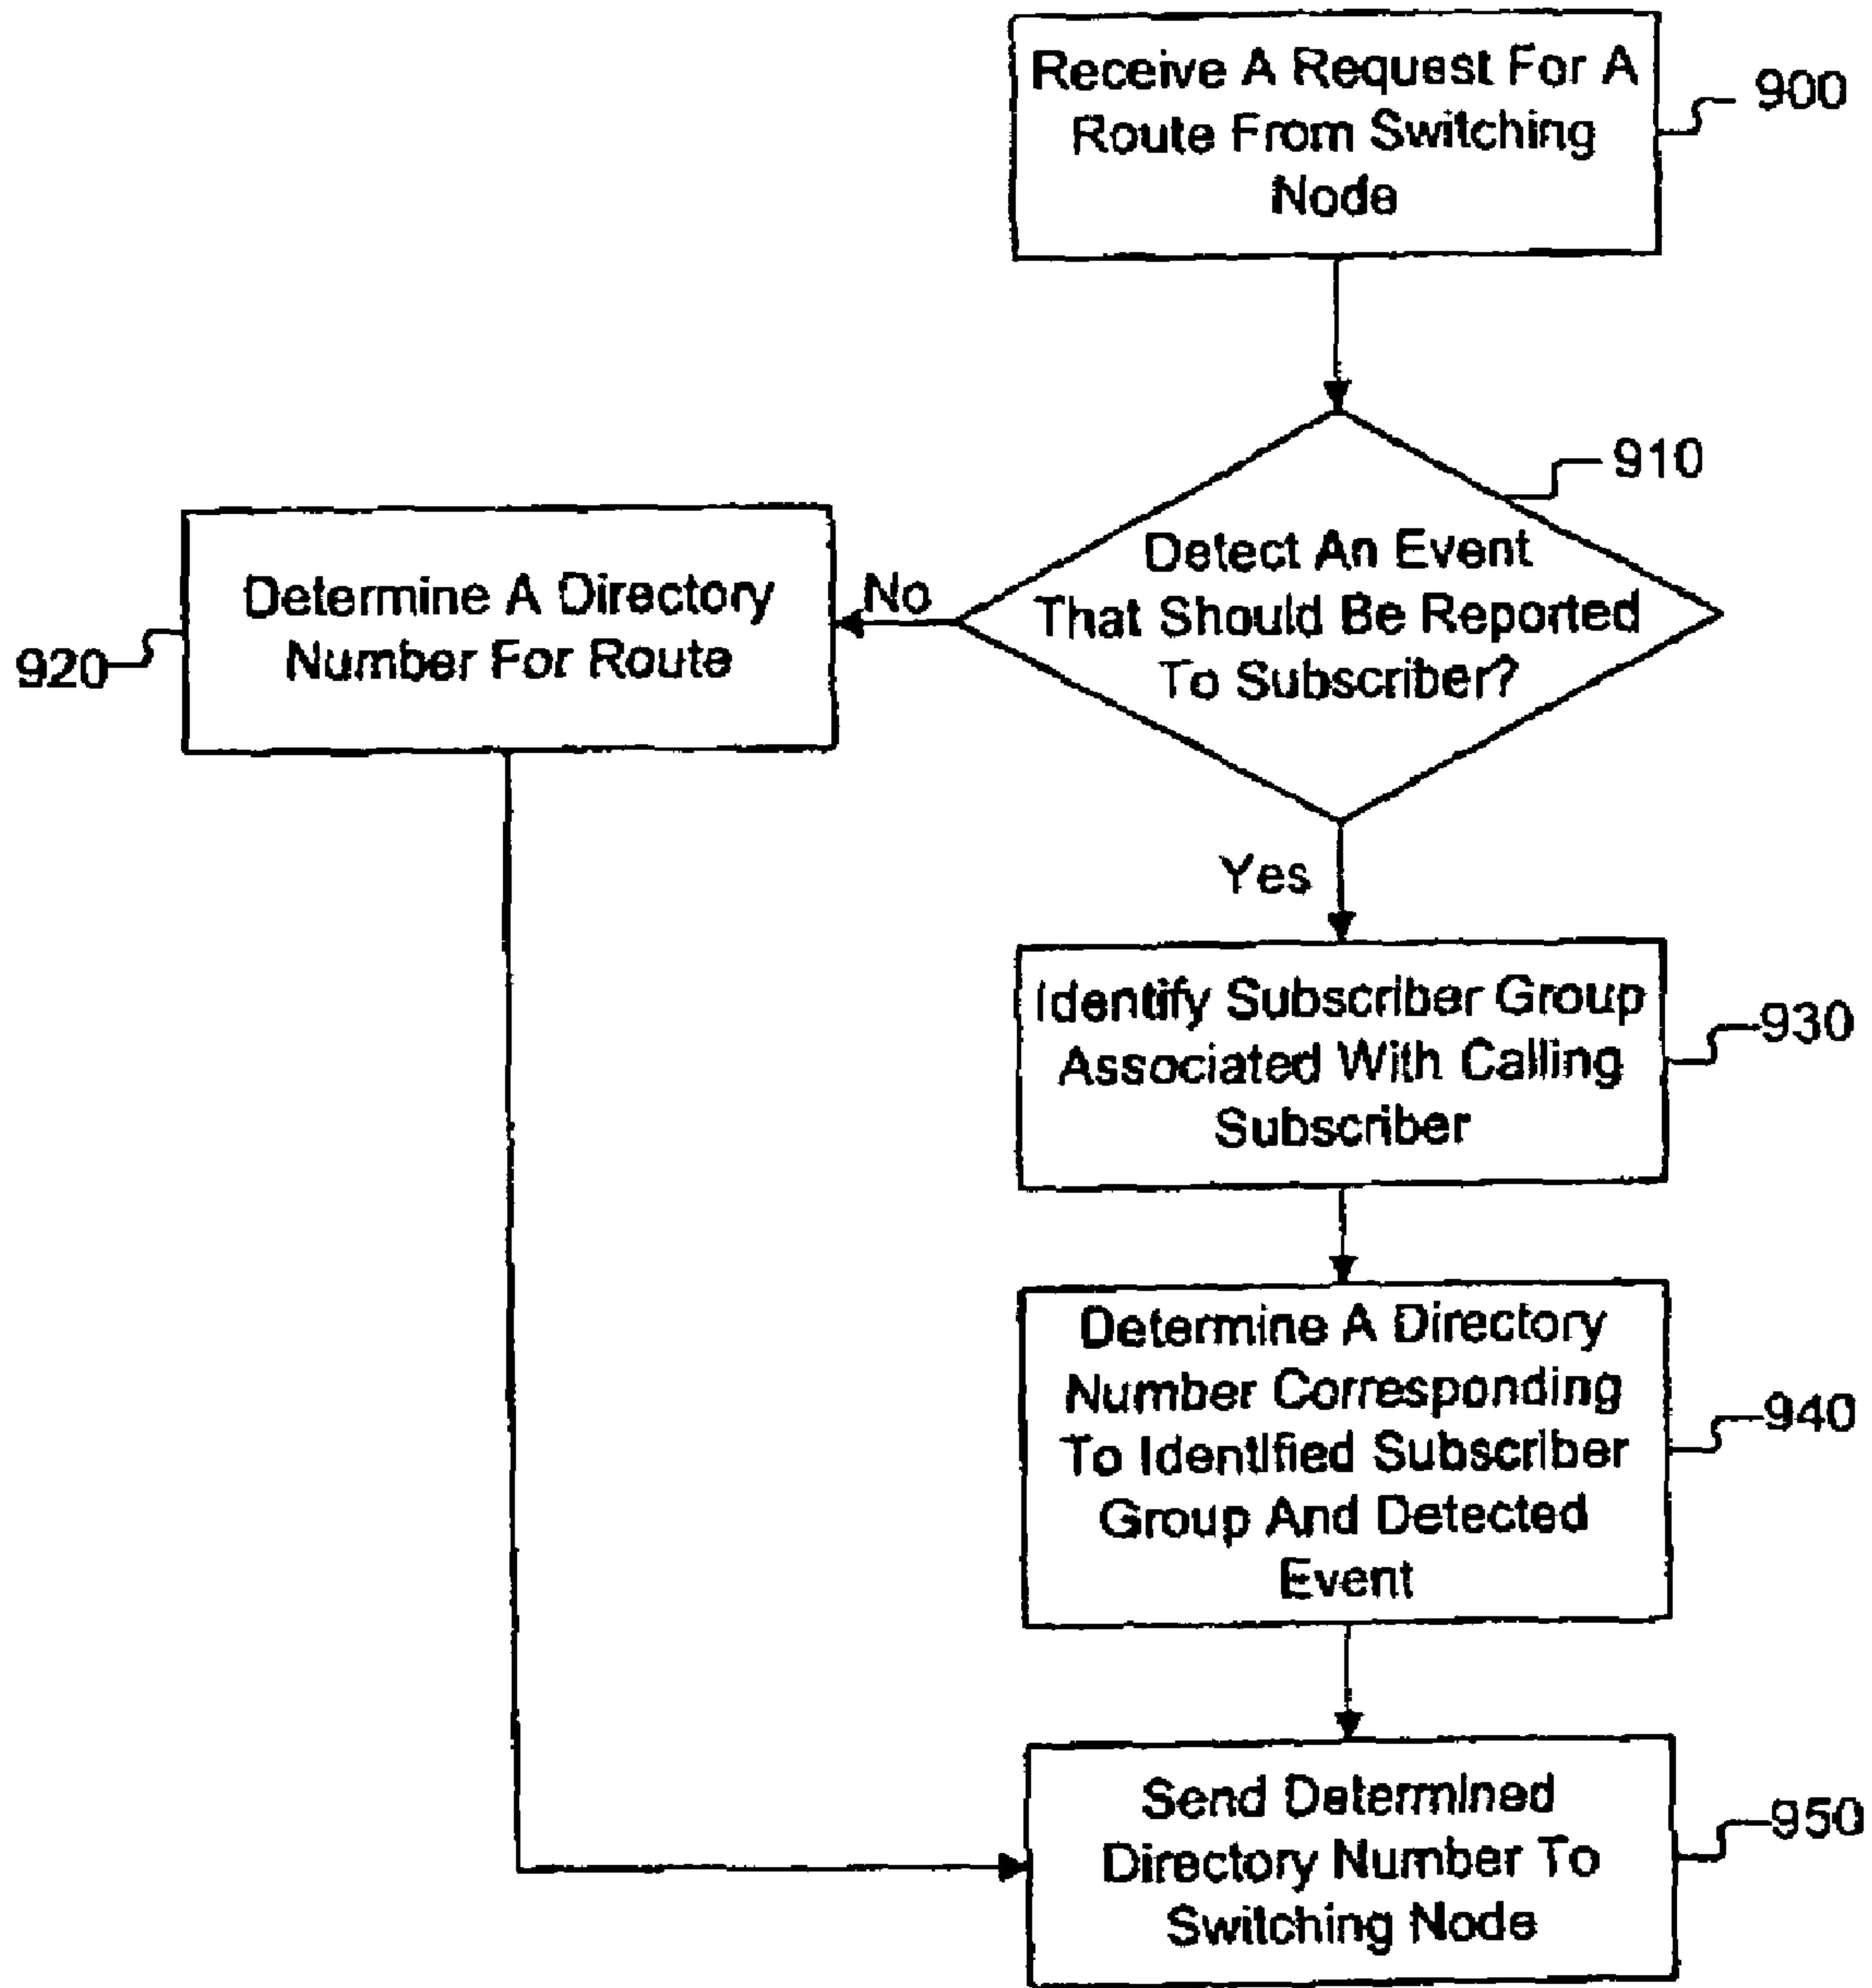 Receive A Request For A
Route From Switching
Node
900
910
Detect An Event
That Should Be Reported
To Subscriber?
No
Determine A Directory
Number For Route
920
Yes
Identify Subscriber Group
Associated With Calling
Subscriber
930
Determine A Directory
Number Corresponding
To Identified Subscriber
Group And Detected
Event
940
Send Determined
Directory Number To
Switching Node
950